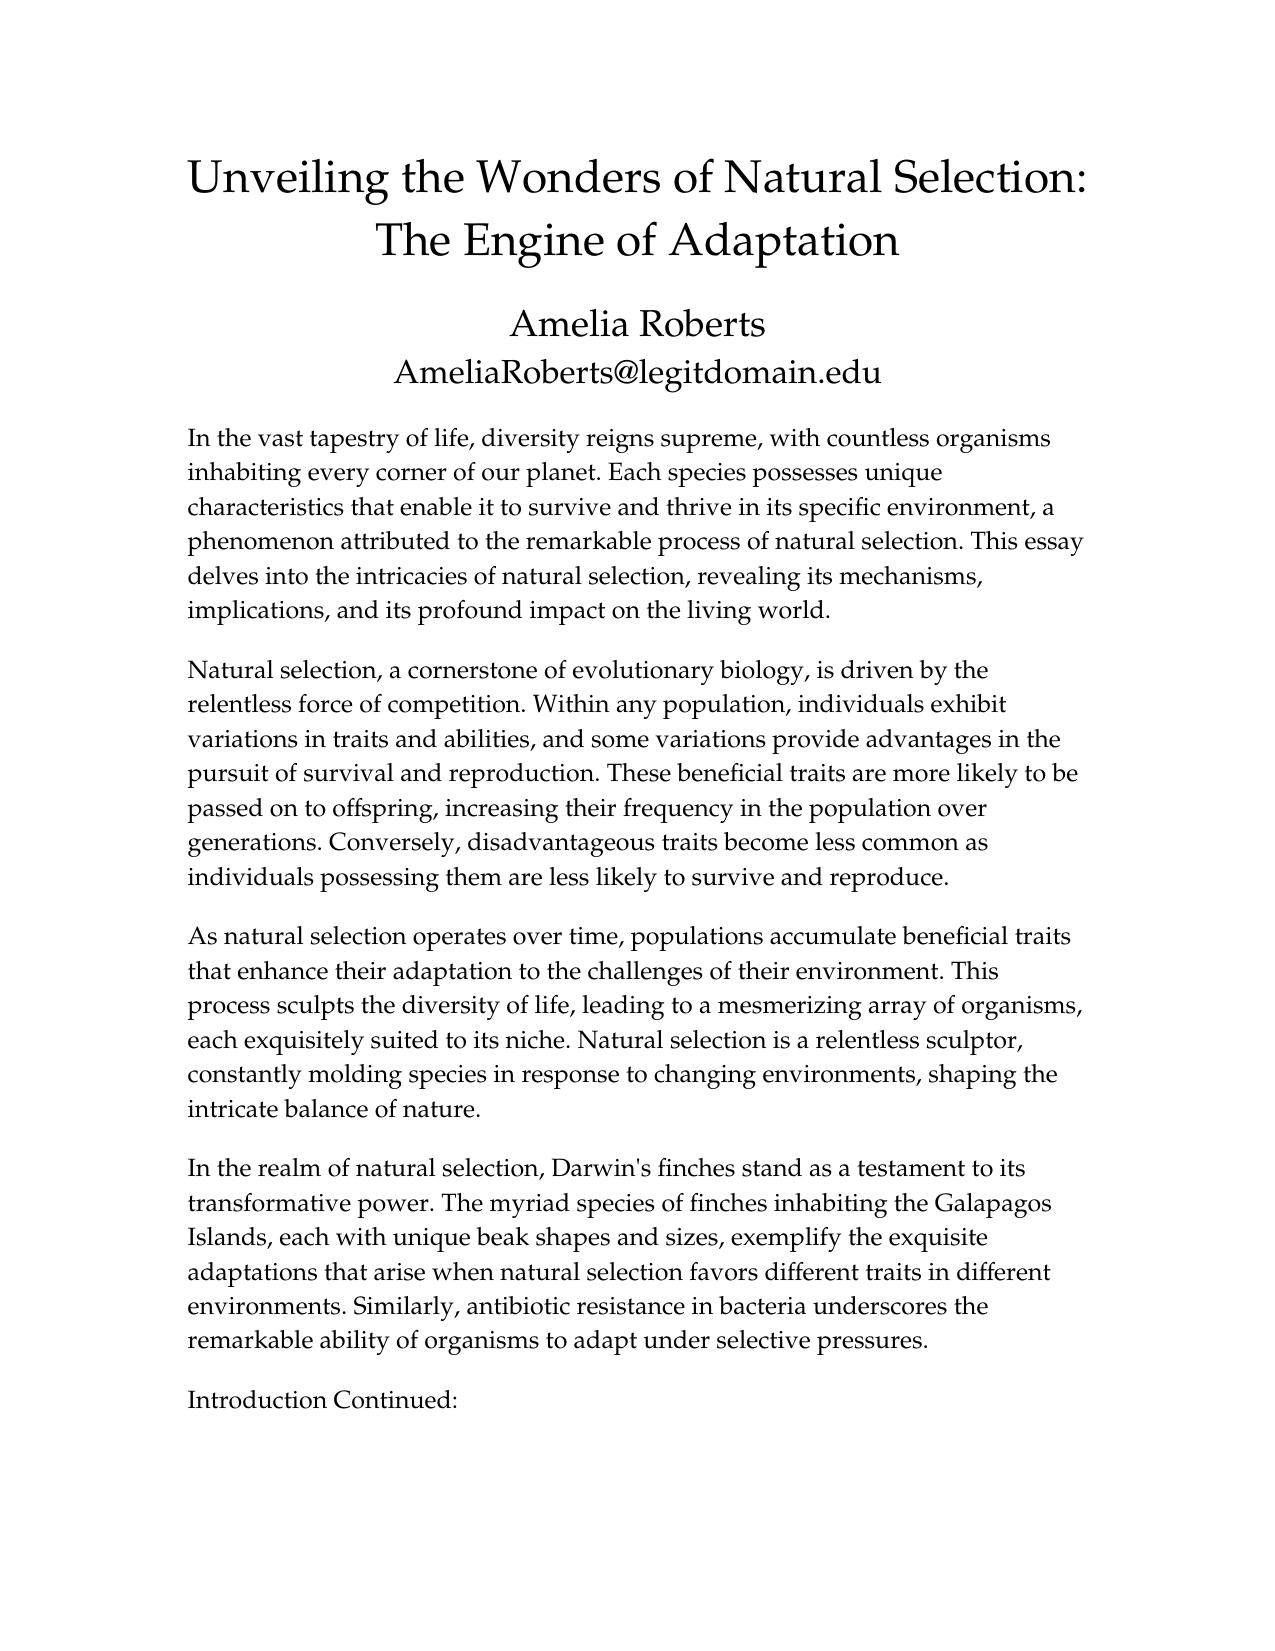 Unveiling the Wonders of Natural Selection:
The Engine of Adaptation
Amelia Roberts
AmeliaRoberts@legitdomain.edu
In the vast tapestry of life, diversity reigns supreme, with countless organisms
inhabiting every corner of our planet. Each species possesses unique
characteristics that enable it to survive and thrive in its specific environment, a
phenomenon attributed to the remarkable process of natural selection. This essay
delves into the intricacies of natural selection, revealing its mechanisms,
implications, and its profound impact on the living world.
Natural selection, a cornerstone of evolutionary biology, is driven by the
relentless force of competition. Within any population, individuals exhibit
variations in traits and abilities, and some variations provide advantages in the
pursuit of survival and reproduction. These beneficial traits are more likely to be
passed on to offspring, increasing their frequency in the population over
generations. Conversely, disadvantageous traits become less common as
individuals possessing them are less likely to survive and reproduce.
As natural selection operates over time, populations accumulate beneficial traits
that enhance their adaptation to the challenges of their environment. This
process sculpts the diversity of life, leading to a mesmerizing array of organisms,
each exquisitely suited to its niche. Natural selection is a relentless sculptor,
constantly molding species in response to changing environments, shaping the
intricate balance of nature.
In the realm of natural selection, Darwin's finches stand as a testament to its
transformative power. The myriad species of finches inhabiting the Galapagos
Islands, each with unique beak shapes and sizes, exemplify the exquisite
adaptations that arise when natural selection favors different traits in different
environments. Similarly, antibiotic resistance in bacteria underscores the
remarkable ability of organisms to adapt under selective pressures.
Introduction Continued: